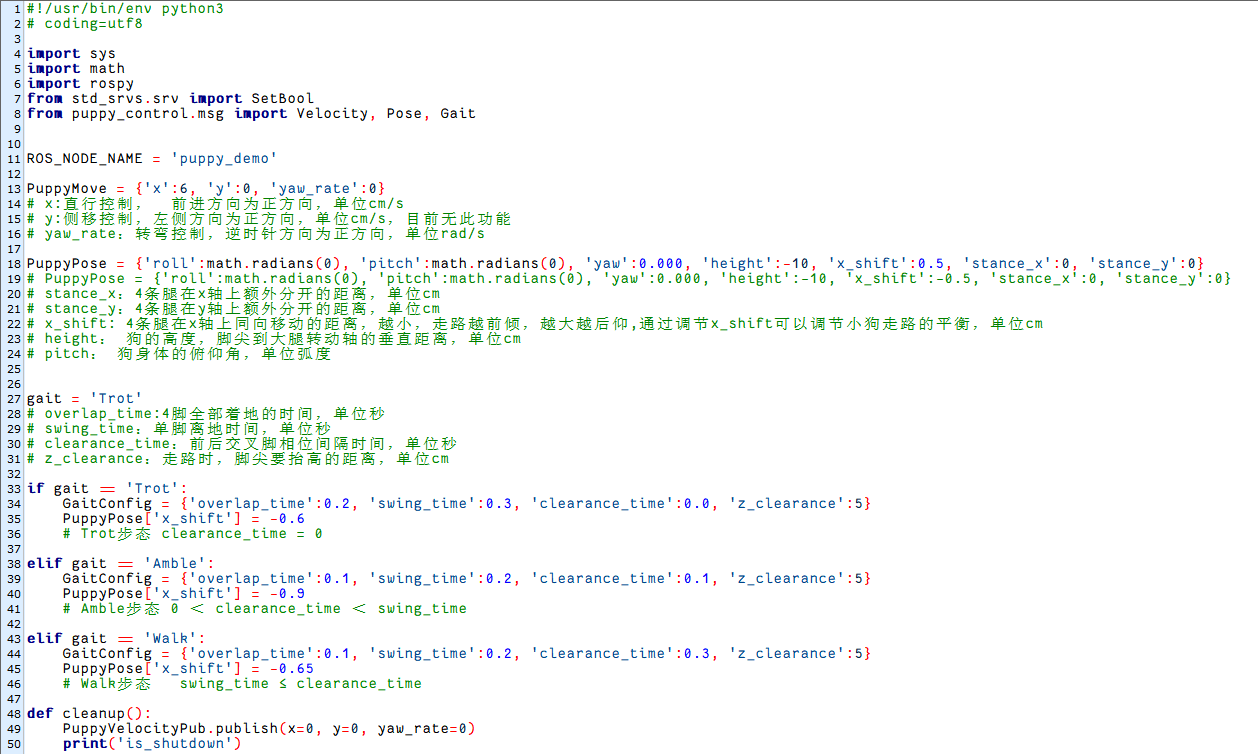 1 #!/usr/bin/env python3
2 # coding=utf8
3
4 import sys
5 import math
6 import rospy
7 from std_srvs.srv import SetBool
8 from puppy_control.msg import Velocity, Pose, Gait
9
10
11 ROS_NODE_NAME = 'puppy_demo'
12
13 PuppyMove = {'x':6, 'y':0, 'yaw_rate':0}
14 # x:直行控制，  前进方向为正方向，单位cm/s
15 # y:侧移控制，左侧方向为正方向，单位cm/s，目前无此功能
16 # yaw_rate：转弯控制，逆时针方向为正方向，单位rad/s
17
18 PuppyPose = {'roll':math.radians(0), 'pitch':math.radians(0), 'yaw':0.000, 'height':-10, 'x_shift':0.5, 'stance_x':0, 'stance_y':0}
19 # PuppyPose = {'roll':math.radians(0), 'pitch':math.radians(0), 'yaw':0.000, 'height':-10, 'x_shift':-0.5, 'stance_x':0, 'stance_y':0}
20 # stance_x：4条腿在x轴上额外分开的距离，单位cm
21 # stance_y：4条腿在y轴上额外分开的距离，单位cm
22 # x_shift: 4条腿在x轴上同向移动的距离，越小，走路越前倾，越大越后仰,通过调节x_shift可以调节小狗走路的平衡，单位cm
23 # height： 狗的高度，脚尖到大腿转动轴的垂直距离，单位cm
24 # pitch： 狗身体的俯仰角，单位弧度
25
26
27 gait = 'Trot'
28 # overlap_time:4脚全部着地的时间，单位秒
29 # swing_time：单脚离地时间，单位秒
30 # clearance_time：前后交叉脚相位间隔时间，单位秒
31 # z_clearance：走路时，脚尖要抬高的距离，单位cm
32
33 if gait == 'Trot':
34     GaitConfig = {'overlap_time':0.2, 'swing_time':0.3, 'clearance_time':0.0, 'z_clearance':5}
35     PuppyPose['x_shift'] = -0.6
36     # Trot步态 clearance_time = 0
37
38 elif gait == 'Amble':
39     GaitConfig = {'overlap_time':0.1, 'swing_time':0.2, 'clearance_time':0.1, 'z_clearance':5}
40     PuppyPose['x_shift'] = -0.9
41     # Amble步态 0 ＜ clearance_time ＜ swing_time
42
43 elif gait == 'Walk':
44     GaitConfig = {'overlap_time':0.1, 'swing_time':0.2, 'clearance_time':0.3, 'z_clearance':5}
45     PuppyPose['x_shift'] = -0.65
46     # Walk步态   swing_time ≤ clearance_time
47
48 def cleanup():
49     PuppyVelocityPub.publish(x=0, y=0, yaw_rate=0)
50     print('is_shutdown')